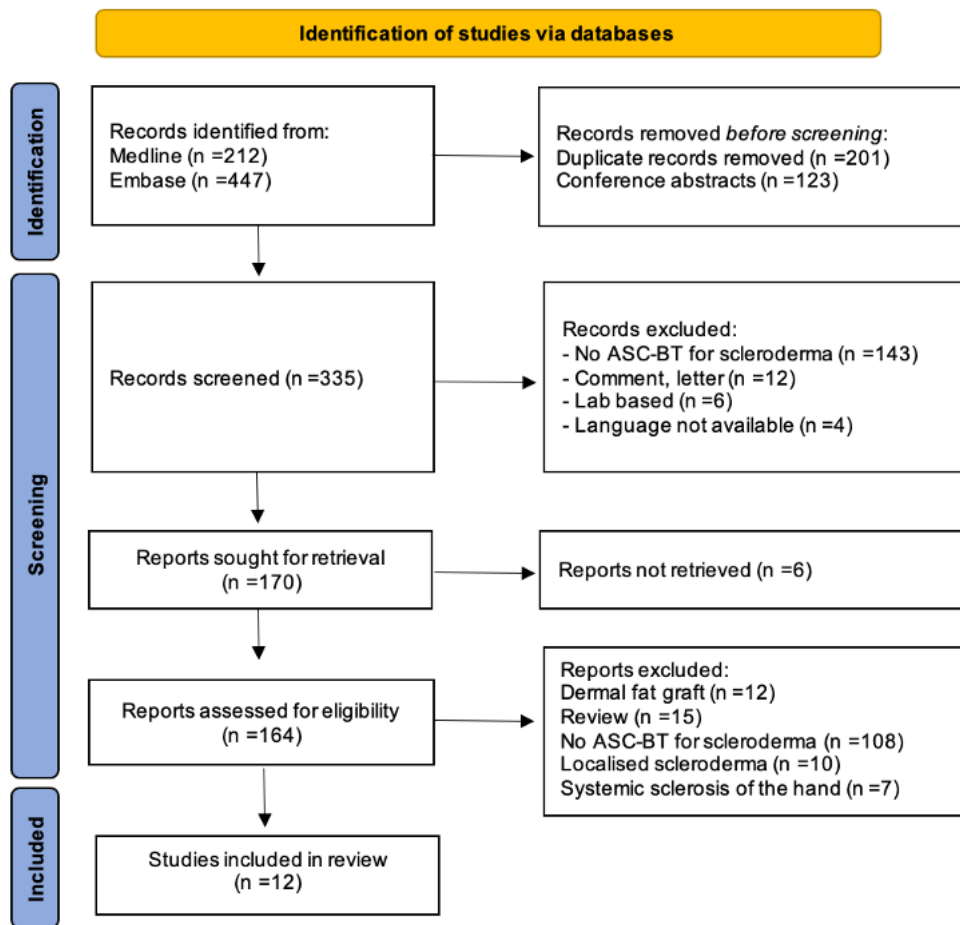 Identification of studies via databases
Identification
Records identified from:
Medline (n =212)
Embase (n =447)
Records removed before screening:
Duplicate records removed (n =201)
Conference abstracts (n =123)
Screening
Records screened (n =335)
Records excluded:
- No ASC-BT for scleroderma (n =143)
- Comment, letter (n =12)
- Lab based (n =6)
- Language not available (n =4)
Reports sought for retrieval
(n =170)
Reports not retrieved (n =6)
Reports assessed for eligibility
(n =164)
Reports excluded:
Dermal fat graft (n =12)
Review (n =15)
No ASC-BT for scleroderma (n =108)
Localised scleroderma (n =10)
Systemic sclerosis of the hand (n =7)
Included
Studies included in review
(n =12)